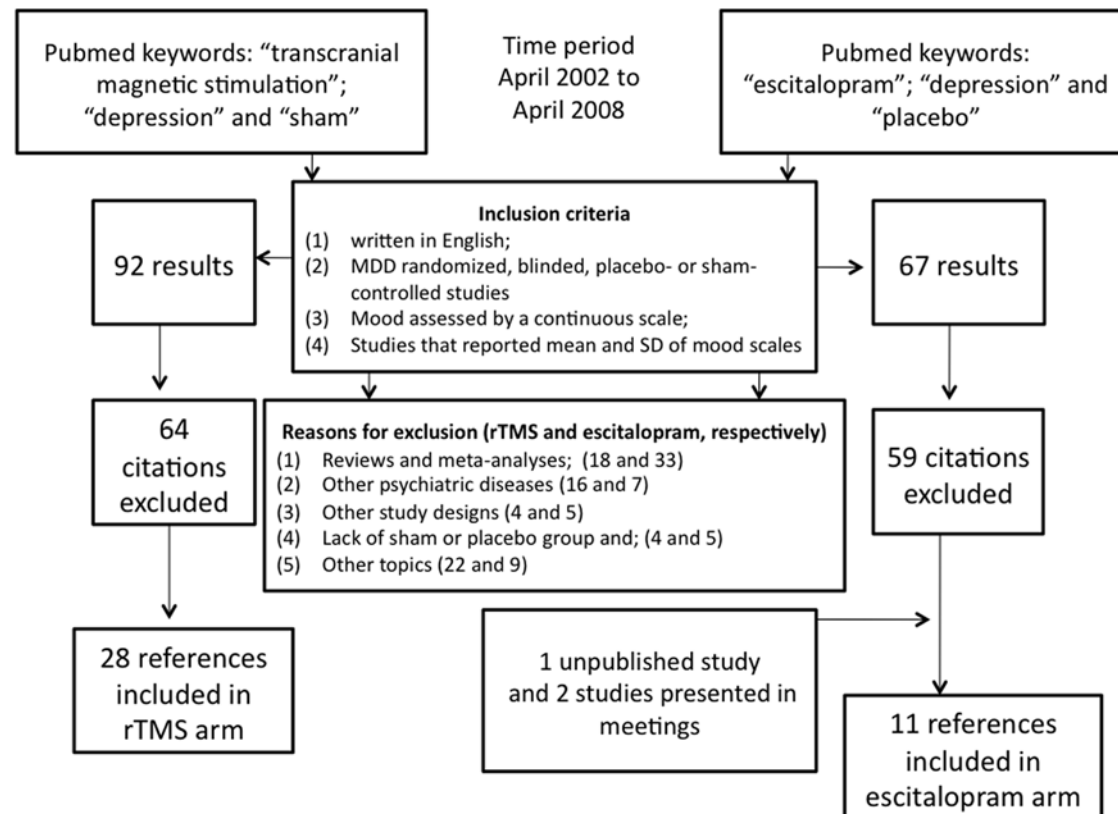 Pubmed keywords: “transcranial
magnetic stimulation”;
“depression” and “sham”
Time period
April 2002 to
April 2008
Pubmed keywords:
“escitalopram”; “depression” and
“placebo”
92 results
Inclusion criteria
(1) written in English;
(2) MDD randomized, blinded, placebo- or sham-
controlled studies
(3) Mood assessed by a continuous scale;
(4) Studies that reported mean and SD of mood scales
67 results
64
citations
excluded
Reasons for exclusion (rTMS and escitalopram, respectively)
(1) Reviews and meta-analyses; (18 and 33)
(2) Other psychiatric diseases (16 and 7)
(3) Other study designs (4 and 5)
(4) Lack of sham or placebo group and; (4 and 5)
(5) Other topics (22 and 9)
59 citations
excluded
28 references
included in
rTMS arm
1 unpublished study
and 2 studies presented in
meetings
11 references
included in
escitalopram arm